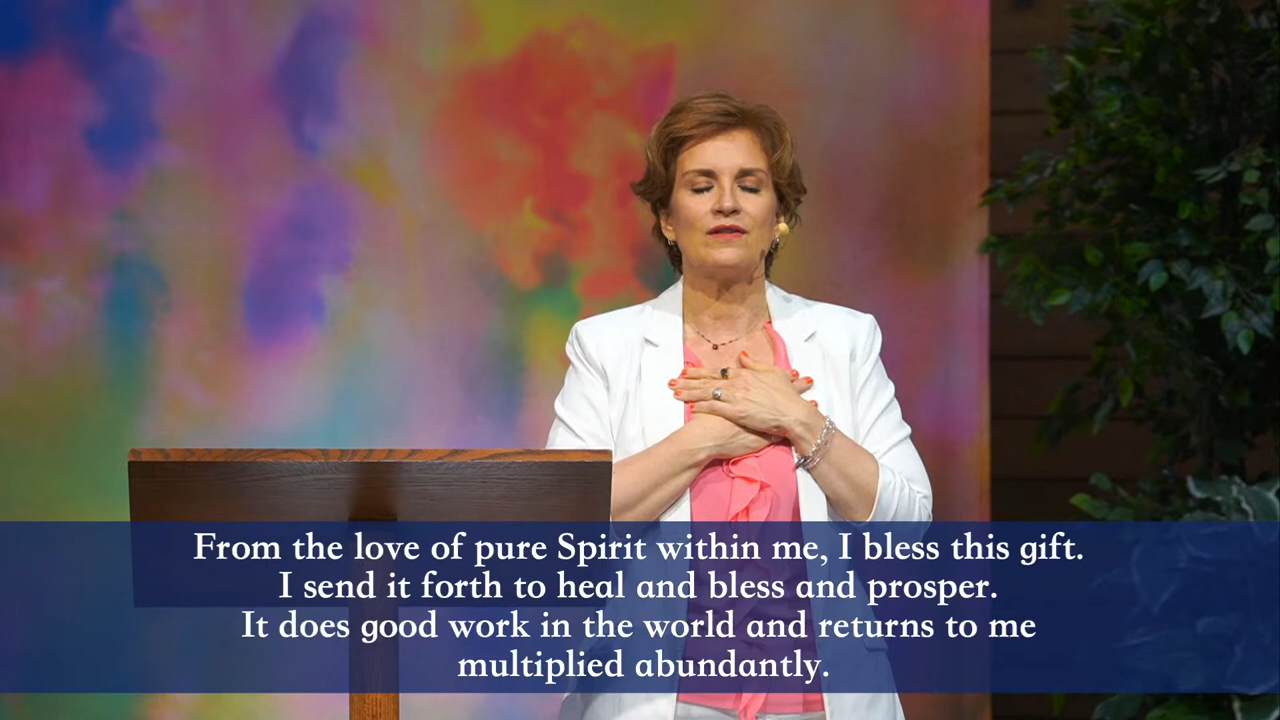 From the love of pure Spirit within me, I bless this gift.
I send it forth to heal and bless and prosper.
It does good work in the world and returns to me
multiplied abundantly.